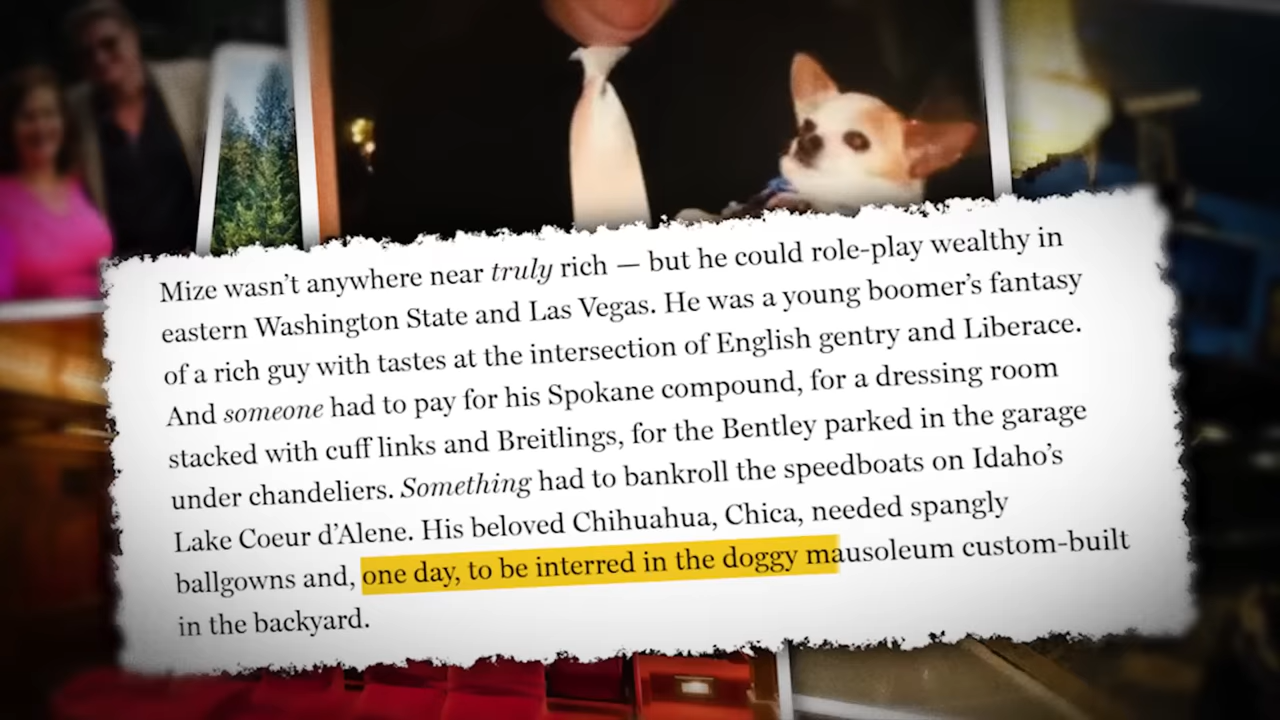 Mize wasn’t anywhere near truly rich — but he could role-play wealthy in
eastern Washington State and Las Vegas. He was a young boomer’s fantasy
of a rich guy with tastes at the intersection of English gentry and Liberace.
And someone had to pay for his Spokane compound, for a dressing room
stacked with cuff links and Breitlings, for the Bentley parked in the garage
under chandeliers. Something had to bankroll the speedboats on Idaho’s
Lake Coeur d’Alene. His beloved Chihuahua, Chica, needed spangly
ballgowns and, one day, to be interred in the doggy mausoleum custom-built
in the backyard.